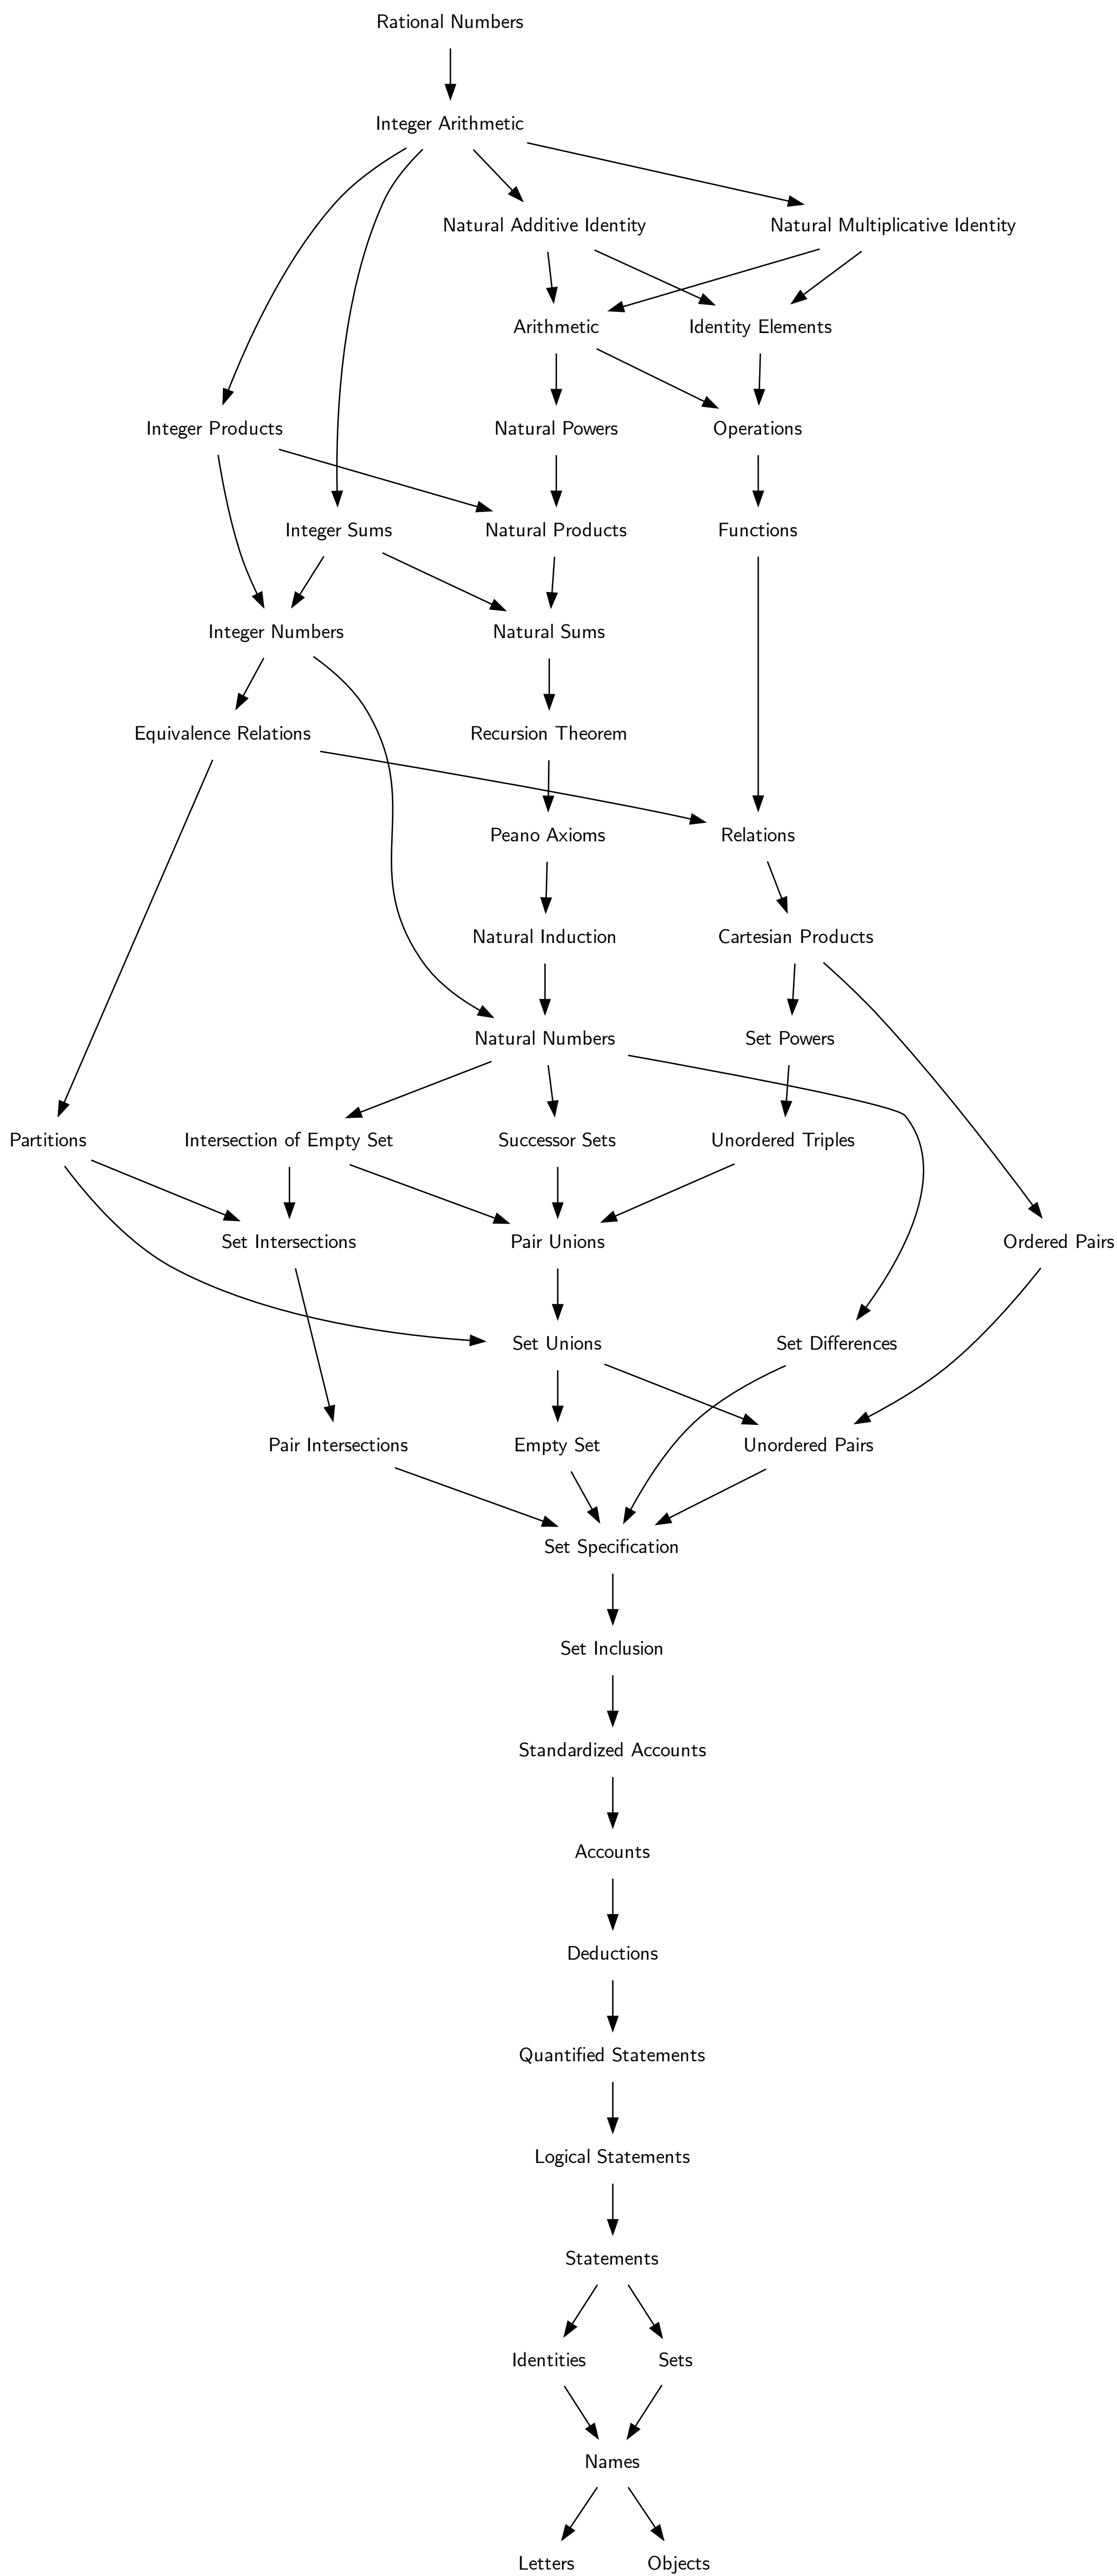 Rational Numbers
Integer Arithmetic
Natural Additive Identity
Natural Multiplicative Identity
Arithmetic
Identity Elements
Integer Products
Natural Powers
Operations
Integer Sums
Natural Products
Functions
Integer Numbers
Natural Sums
Equivalence Relations
Recursion Theorem
Peano Axioms
Relations
Natural Induction
Cartesian Products
Natural Numbers
Set Powers
Partitions
Intersection of Empty Set
Successor Sets
Unordered Triples
Set Intersections
Pair Unions
Ordered Pairs
Set Unions
Set Differences
Pair Intersections
Empty Set
Unordered Pairs
Set Specification
Set Inclusion
Standardized Accounts
Accounts
Deductions
Quantified Statements
Logical Statements
Statements
Identities
Sets
Names
Letters
Objects